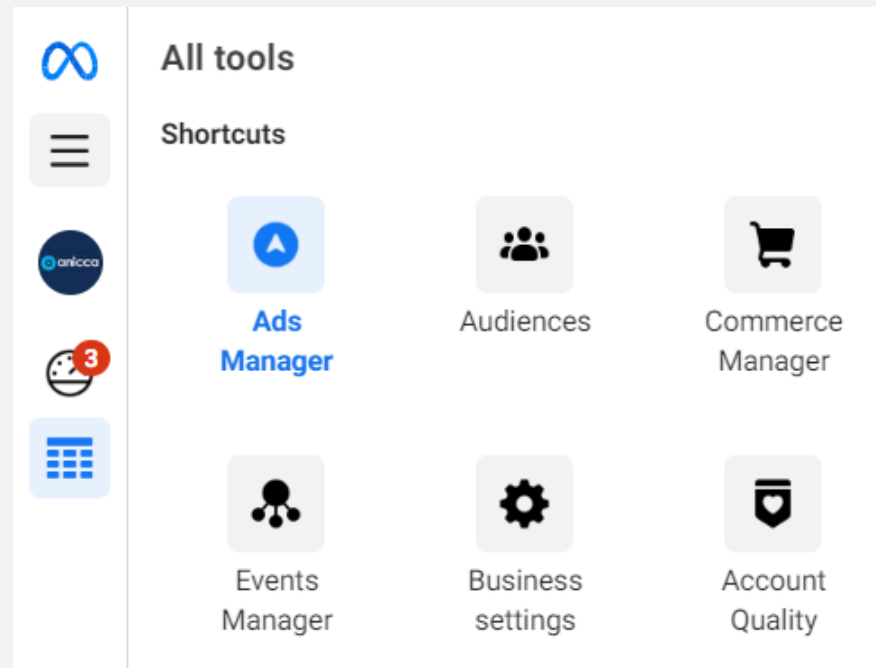 All tools
Shortcuts
anicca
3
Ads
Manager
Audiences
Commerce
Manager
Events
Manager
Business
settings
Account
Quality